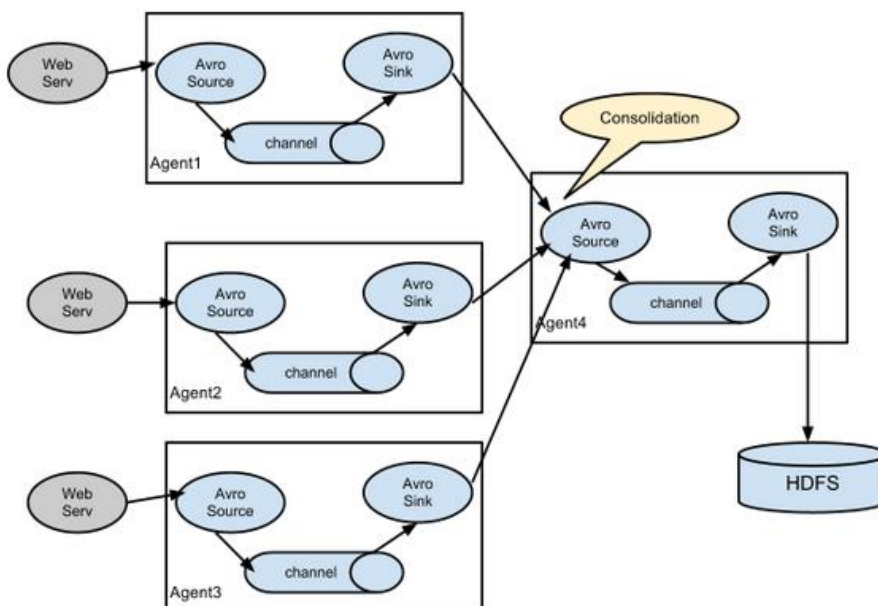 Web
Serv
Avro
Source
Avro
Sink
channel
Agent1
Consolidation
Web
Serv
Avro
Source
Avro
Sink
channel
Agent2
Avro
Source
Avro
Sink
channel
Agent4
Web
Serv
Avro
Source
Avro
Sink
channel
Agent3
HDFS